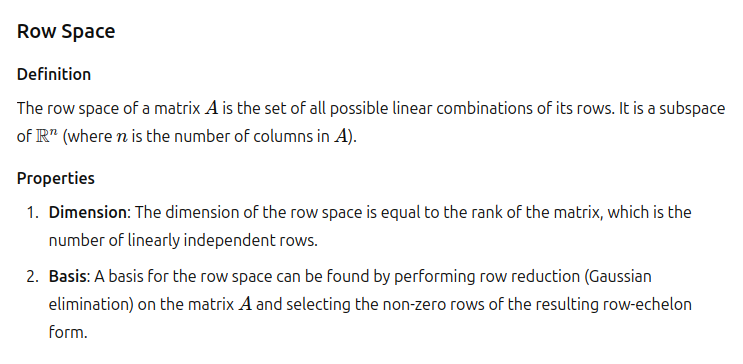 Row Space
Definition
The row space of a matrix A is the set of all possible linear combinations of its rows. It is a subspace
of ℝⁿ (where n is the number of columns in A).
Properties
1. Dimension: The dimension of the row space is equal to the rank of the matrix, which is the
number of linearly independent rows.
2. Basis: A basis for the row space can be found by performing row reduction (Gaussian
elimination) on the matrix A and selecting the non-zero rows of the resulting row-echelon
form.